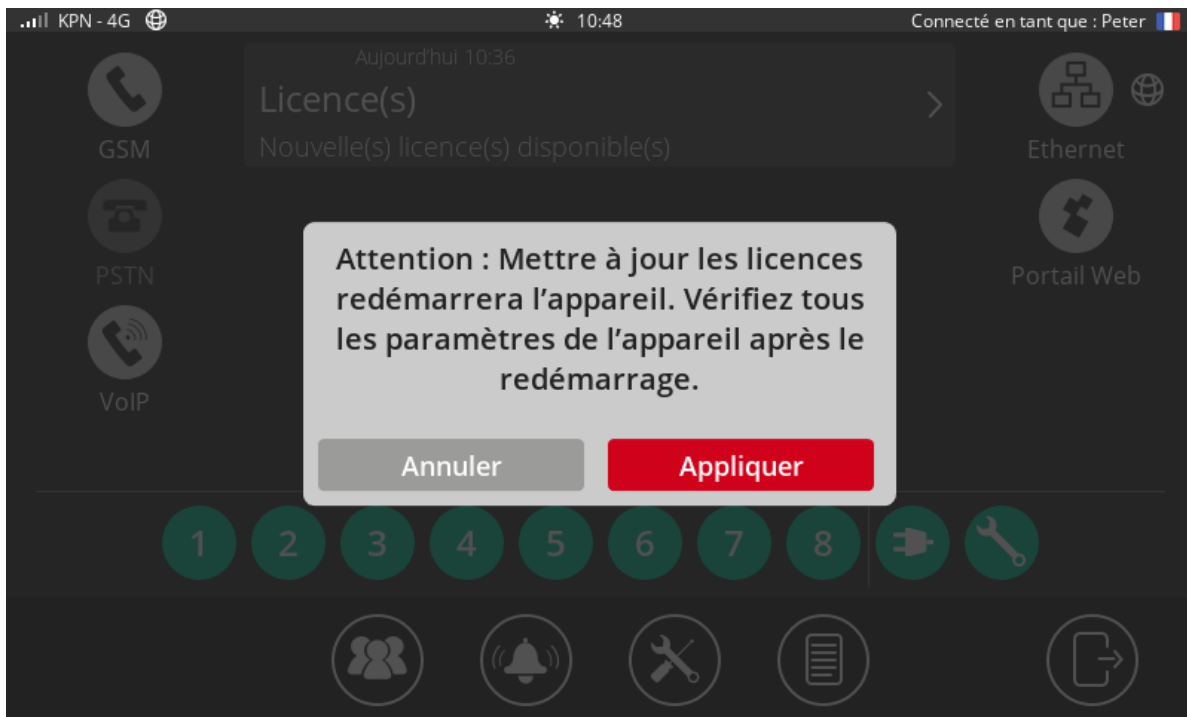 KPN - 4G
10:48
Connecté en tant que : Peter
Aujourd'hui 10:36
Licence(s)
Nouvelle(s) licence(s) disponible(s)
GSM
Ethernet
PSTN
Portail Web
VoIP
Attention : Mettre à jour les licences
redémarrera l’appareil. Vérifiez tous
les paramètres de l’appareil après le
redémarrage.
Annuler
Appliquer
1 2 3 4 5 6 7 8